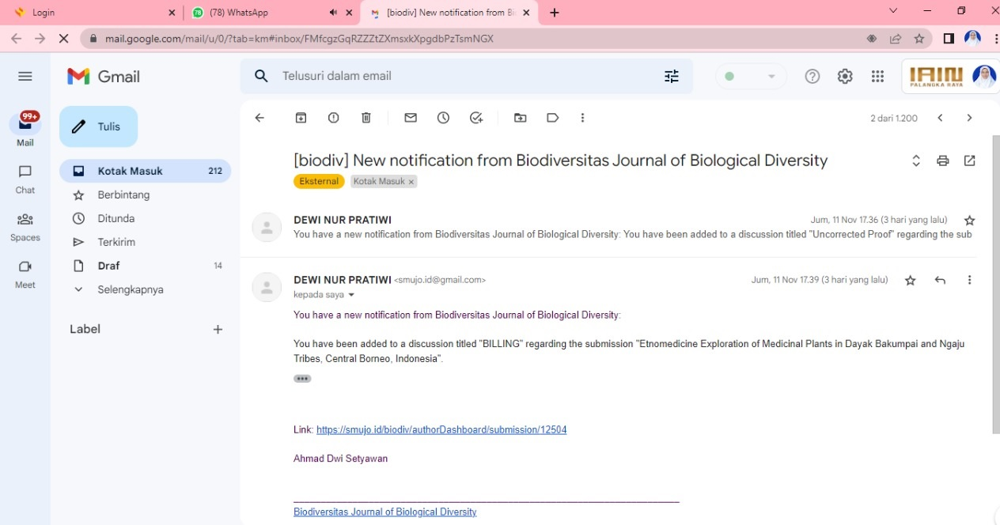 Login
(78) WhatsApp
[biodiv] New notification from Bi
mail.google.com/mail/u/0/?tab=km#inbox/FMfcgzGqRZZZtZXmsxkXpgdbPzTsmNGX
Gmail
Telusuri dalam email
IAIN
PALANGKA RAYA
99+
Mail
Chat
Spaces
Meet
Tulis
Kotak Masuk 212
Berbintang
Ditunda
Terkirim
Draf 14
Selengkapnya
Label
2 dari 1.200
[biodiv] New notification from Biodiversitas Journal of Biological Diversity
Eksternal Kotak Masuk
DEWI NUR PRATIWI Jum, 11 Nov 17.36 (3 hari yang lalu)
You have a new notification from Biodiversitas Journal of Biological Diversity: You have been added to a discussion titled "Uncorrected Proof" regarding the sub
DEWI NUR PRATIWI <smujo.id@gmail.com> Jum, 11 Nov 17.39 (3 hari yang lalu)
kepada saya
You have a new notification from Biodiversitas Journal of Biological Diversity:
You have been added to a discussion titled "BILLING" regarding the submission "Etnomedicine Exploration of Medicinal Plants in Dayak Bakumpai and Ngaju
Tribes, Central Borneo, Indonesia".
Link: https://smujo.id/biodiv/authorDashboard/submission/12504
Ahmad Dwi Setyawan
Biodiversitas Journal of Biological Diversity